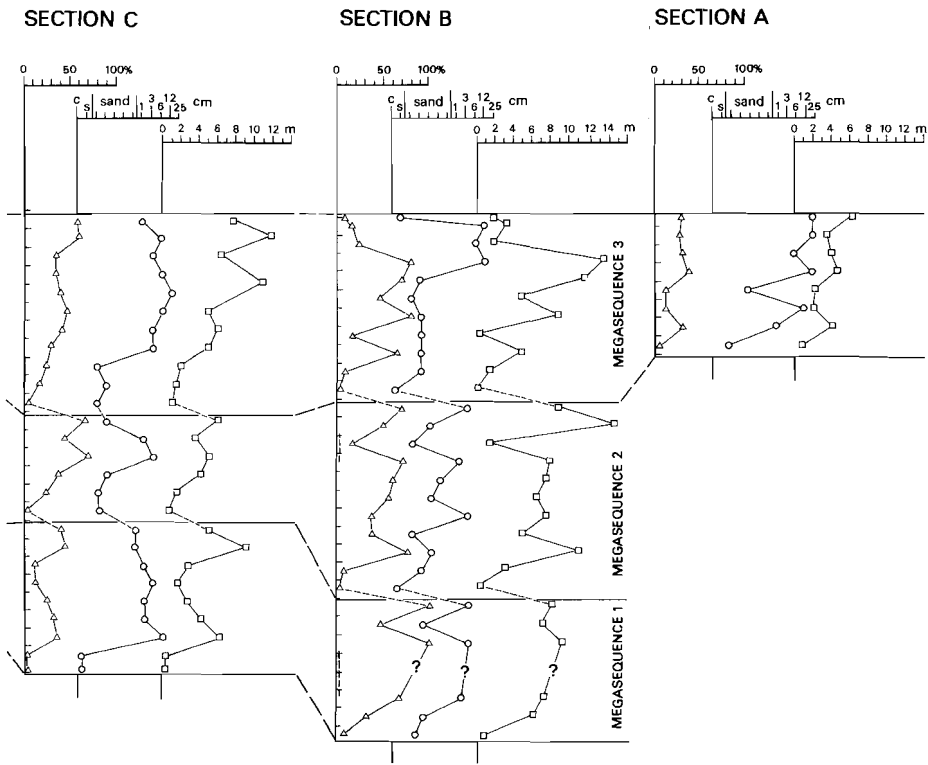 SECTION C
SECTION B
SECTION A
0 50 100%
0 50 100%
0 50 100%
c s sand 1 3 6 12 25 cm
c s sand 1 3 6 12 25 cm
c s sand 1 3 6 12 25 cm
0 2 4 6 8 10 12 m
0 2 4 6 8 10 12 14 m
0 2 4 6 8 10 12 14 m
MEGASEQUENCE 3
MEGASEQUENCE 2
MEGASEQUENCE 1
? ? ?